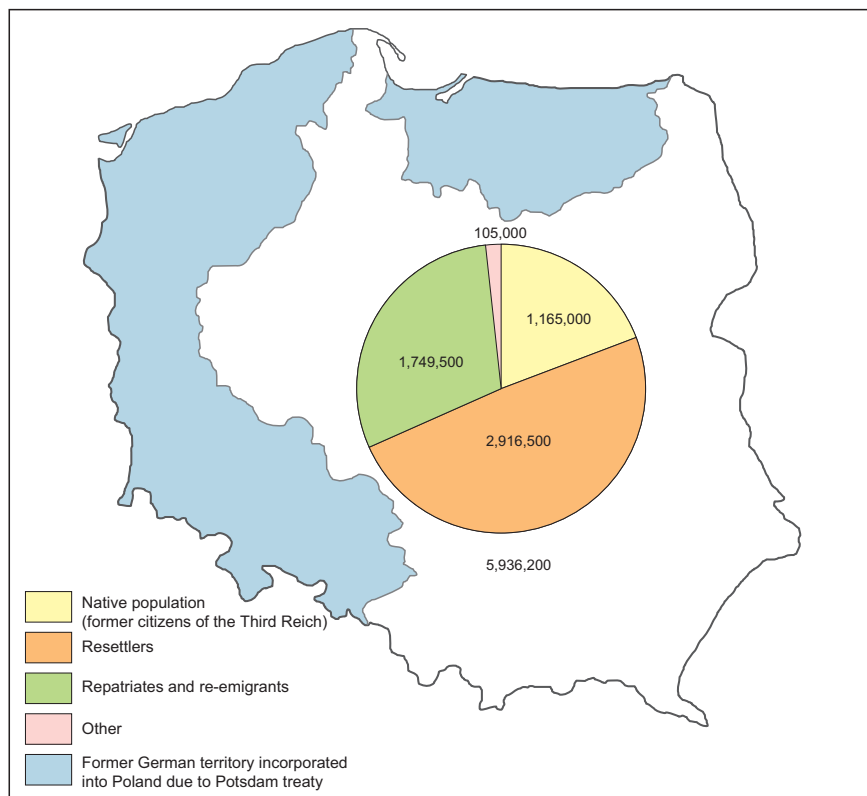 105,000
1,165,000
1,749,500
2,916,500
5,936,200
Native population
(former citizens of the Third Reich)
Resettlers
Repatriates and re-emigrants
Other
Former German territory incorporated
into Poland due to Potsdam treaty